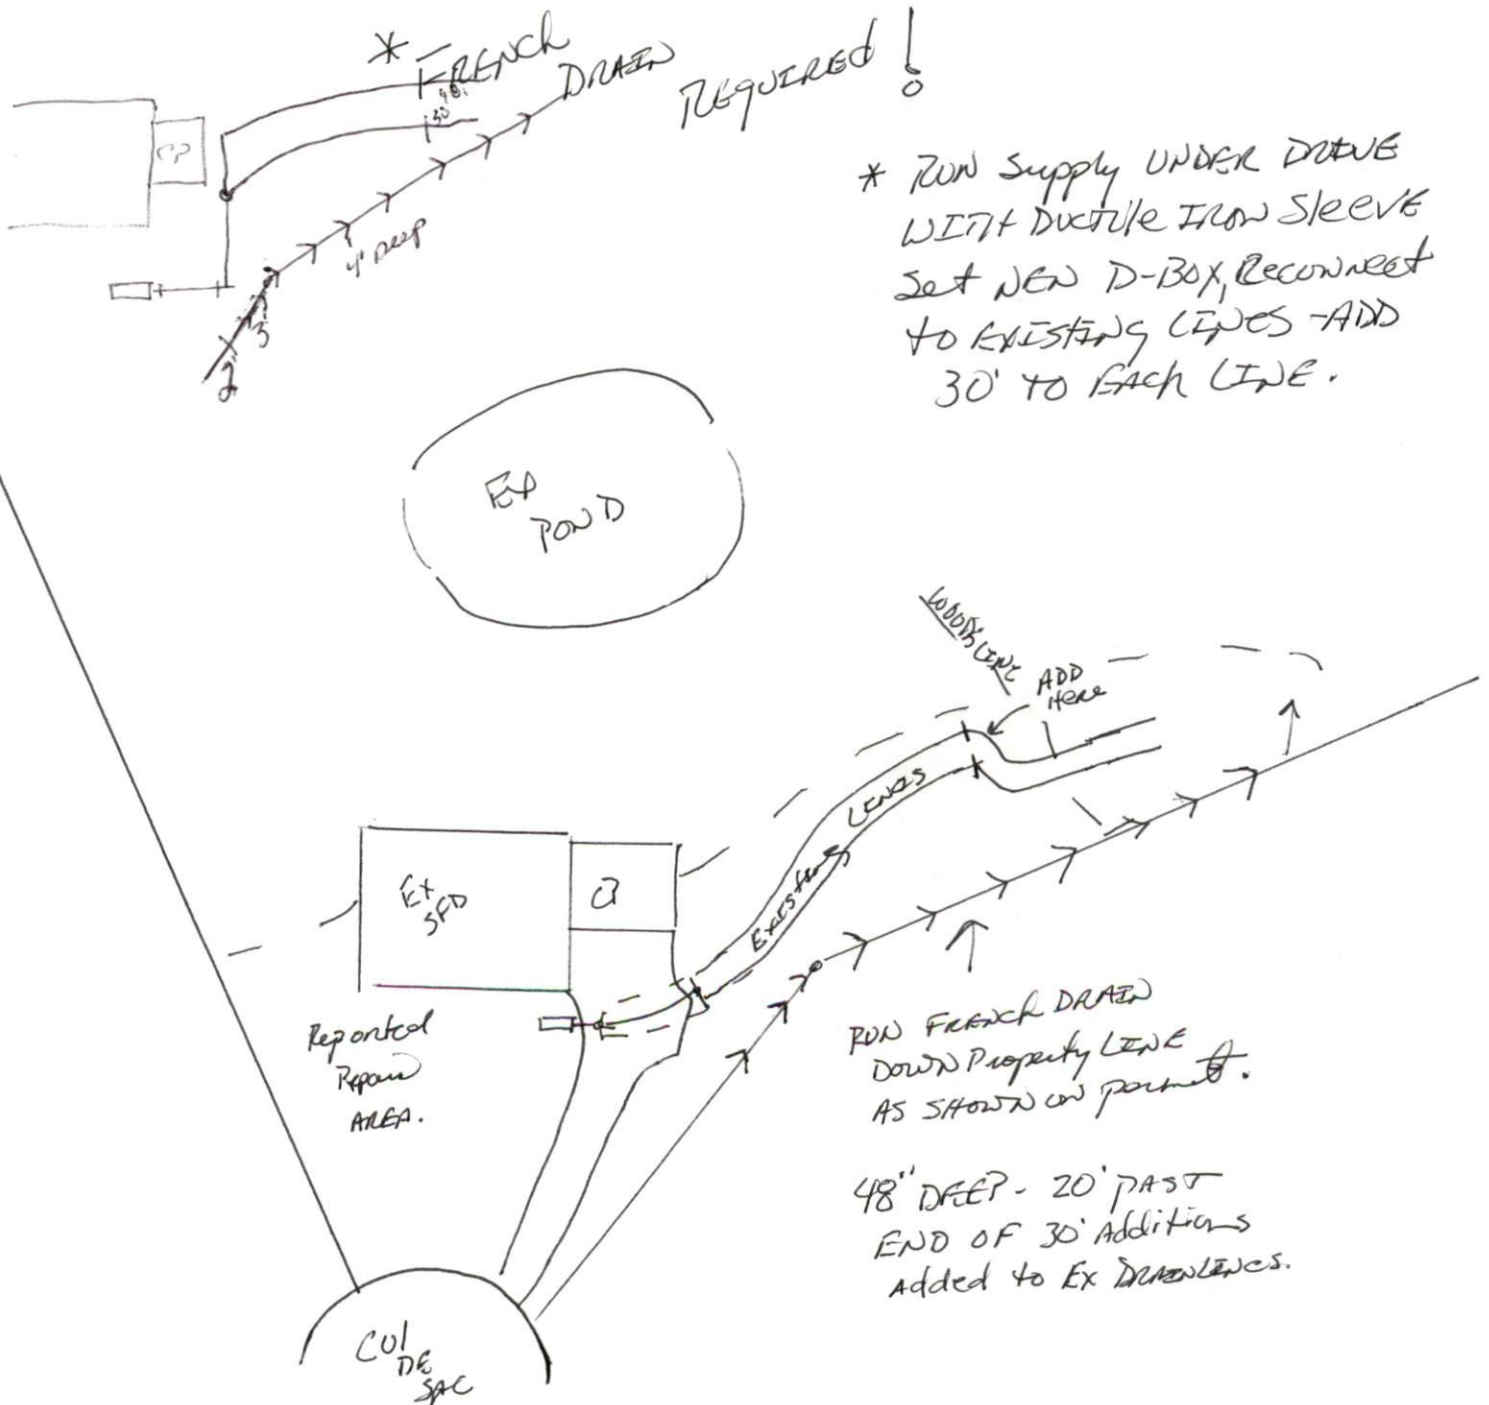 * FRENCH DRAIN REQUIRED!
30'
CP
4' DEEP
3'
2'
* RUN Supply UNDER DRIVE
WITH DUCTILE IRON SLEEVE
Set NEW D-BOX, Reconnect
to EXISTING LINES - ADD
30' TO EACH LINE.
EX
POND
WOODS LINE
ADD
Here
EXISTING LINES
EX
SFD
Reported
Repair
AREA.
RUN FRENCH DRAIN
DOWN Property LINE
AS SHOWN ON permit.
48" DEEP - 20' PAST
END OF 30' Additions
Added to EX DRAINLINES.
CUL
DE
SAC